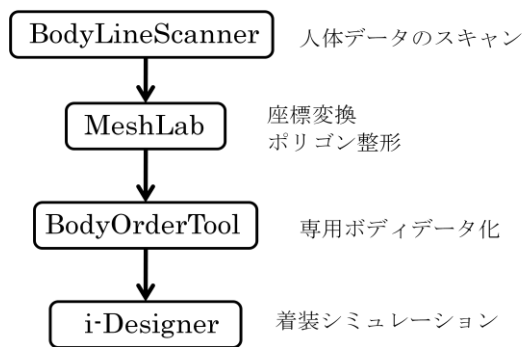 BodyLineScanner
人体データのスキャン
MeshLab
座標変換
ポリゴン整形
BodyOrderTool
専用ボディデータ化
i-Designer
着装シミュレーション